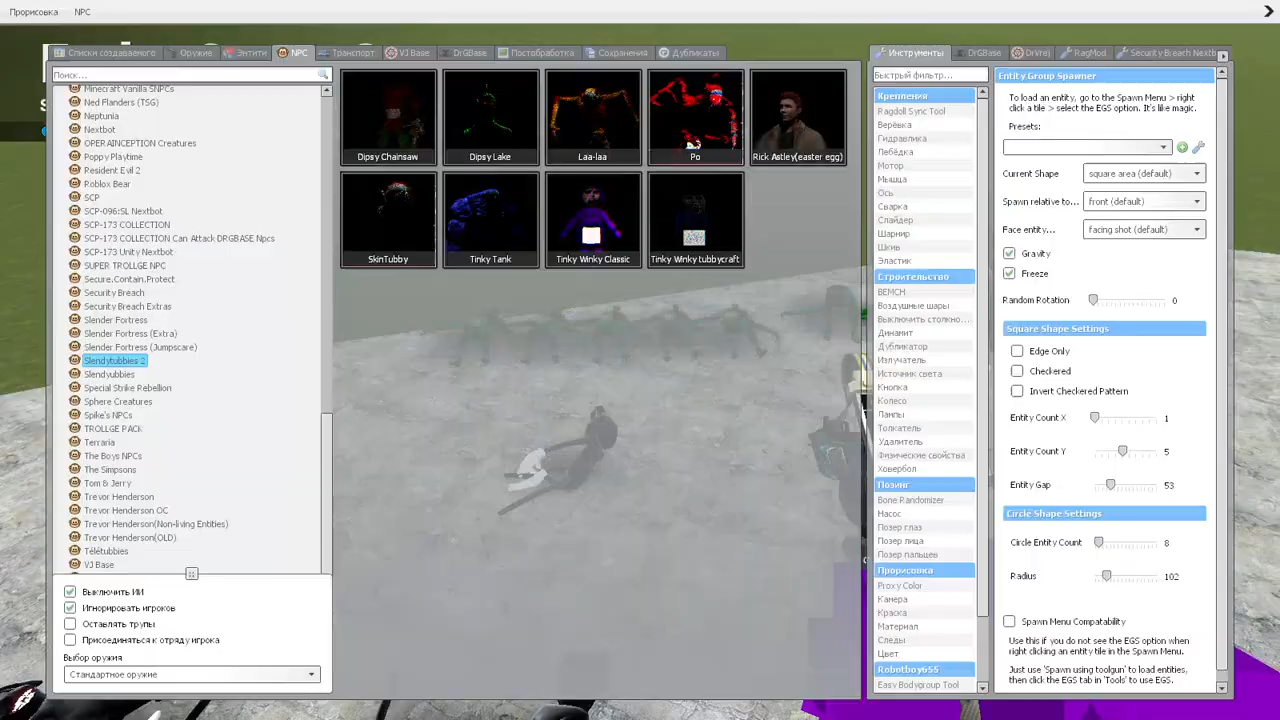 Прорисовка NPC
Списки создаваемого Оружие Энтити NPC Транспорт VJ Base DrGBase Постобработка Сохранения Дубликаты
Поиск...
Minecraft Vanilla SNPCs
Ned Flanders (TSG)
Neptunia
Nextbot
OPERAINCEPTION Creatures
Poppy Playtime
Resident Evil 2
Roblox Bear
SCP
SCP-096:SL Nextbot
SCP-173 COLLECTION
SCP-173 COLLECTION Can Attack DRGBASE Npcs
SCP-173 Unity Nextbot
SUPER TROLLGE NPC
Secure.Contain.Protect
Security Breach
Security Breach Extras
Slender Fortress
Slender Fortress (Extra)
Slender Fortress (Jumpscare)
Slendytubbies 2
Slendyubbies
Special Strike Rebellion
Sphere Creatures
Spike's NPCs
TROLLGE PACK
Terraria
The Boys NPCs
The Simpsons
Tom & Jerry
Trevor Henderson
Trevor Henderson OC
Trevor Henderson(Non-living Entities)
Trevor Henderson(OLD)
Télétubbies
VJ Base
Выключить ИИ
Игнорировать игроков
Оставлять трупы
Присоединяться к отряду игрока
Выбор оружия
Стандартное оружие
Dipsy Chainsaw Dipsy Lake Laa-laa Po Rick Astley(easter egg)
SkinTubby Tinky Tank Tinky Winky Classic Tinky Winky tubbycraft
Инструменты DrGBase DrVrej RagMod Security Breach Nextb
Быстрый фильтр...
Крепления
Ragdoll Sync Tool
Верёвка
Гидравлика
Лебёдка
Мотор
Мышца
Ось
Сварка
Слайдер
Шарнир
Шкив
Эластик
Строительство
BEMCH
Воздушные шары
Выключить столкно...
Динамит
Дубликатор
Излучатель
Источник света
Кнопка
Колесо
Лампы
Толкатель
Удалитель
Физические свойства
Ховербол
Позинг
Bone Randomizer
Насос
Позер глаз
Позер лица
Позер пальцев
Прорисовка
Proxy Color
Камера
Краска
Материал
Следы
Цвет
Robotboy655
Easy Bodygroup Tool
Entity Group Spawner
To load an entity, go to the Spawn Menu > right
click a tile > select the EGS option. It's like magic.
Presets:
Current Shape square area (default)
Spawn relative to... front (default)
Face entity... facing shot (default)
Gravity
Freeze
Random Rotation 0
Square Shape Settings
Edge Only
Checkered
Invert Checkered Pattern
Entity Count X 1
Entity Count Y 5
Entity Gap 53
Circle Shape Settings
Circle Entity Count 8
Radius 102
Spawn Menu Compatability
Use this if you do not see the EGS option when
right clicking an entity tile in the Spawn Menu.
Just use 'Spawn using toolgun' to load entities,
then click the EGS tab in 'Tools' to use EGS.